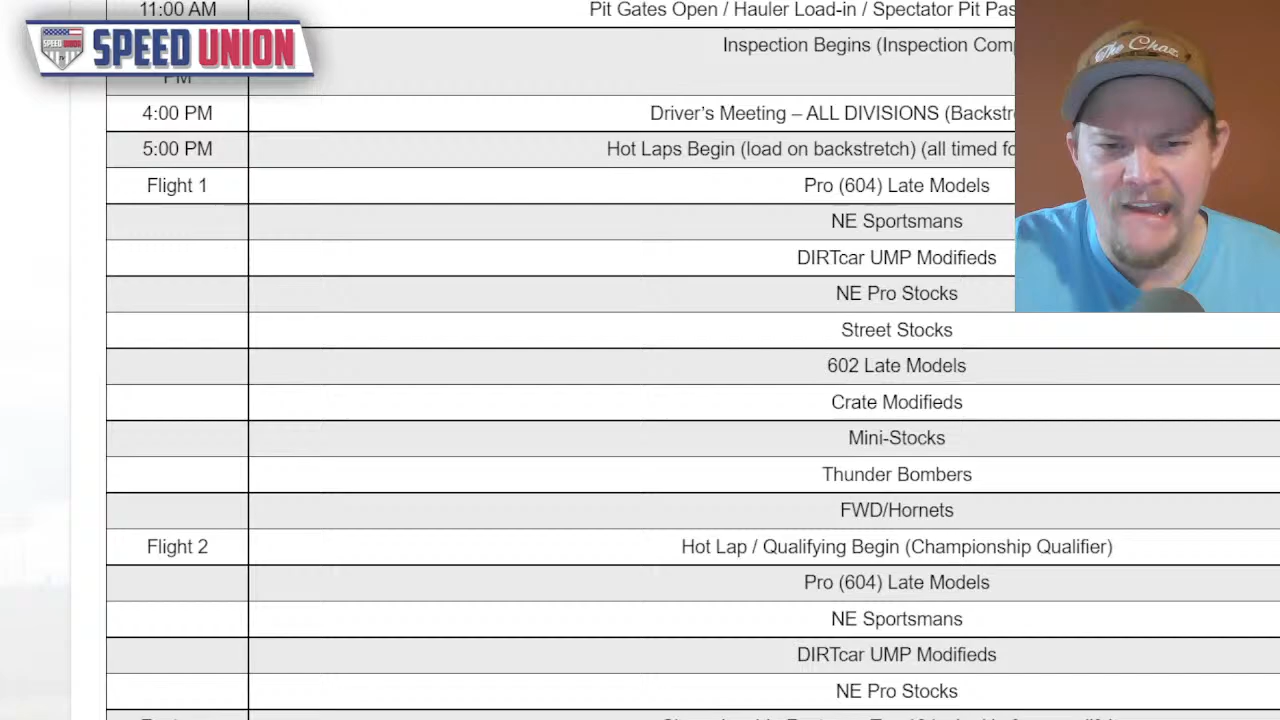 11:00 AM Pit Gates Open / Hauler Load-in / Spectator Pit
SPEED UNION
Inspection Begins (Inspection
PM
4:00 PM Driver's Meeting – ALL DIVISIONS
5:00 PM Hot Laps Begin (load on backstretch) (all timed
Flight 1 Pro (604) Late Models
NE Sportsmans
DIRTcar UMP Modifieds
NE Pro Stocks
Street Stocks
602 Late Models
Crate Modifieds
Mini-Stocks
Thunder Bombers
FWD/Hornets
Flight 2 Hot Lap / Qualifying Begin (Championship Qualifier)
Pro (604) Late Models
NE Sportsmans
DIRTcar UMP Modifieds
NE Pro Stocks
The Chaz